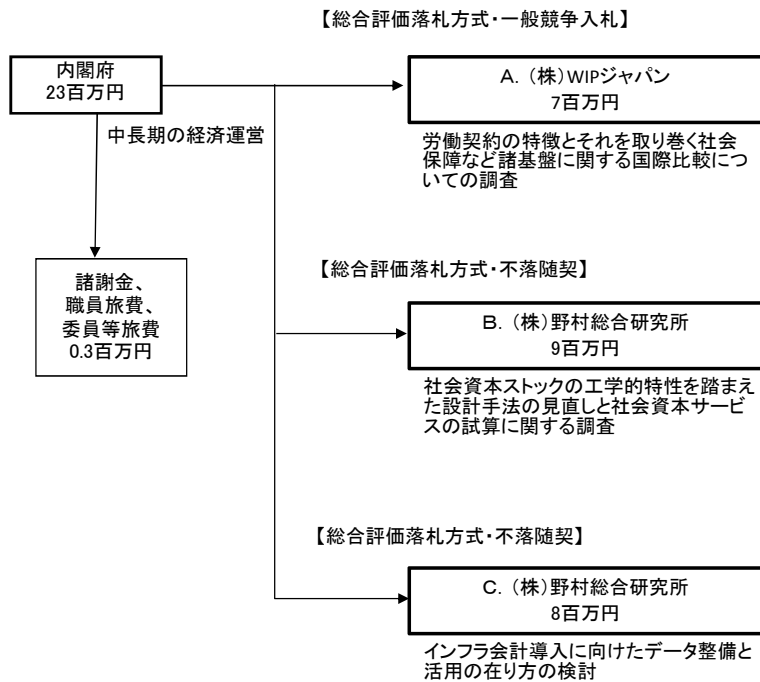 【総合評価落札方式・一般競争入札】
内閣府
23百万円
A. (株)WIPジャパン
7百万円
中長期の経済運営
労働契約の特徴とそれを取り巻く社会
保障など諸基盤に関する国際比較につ
いての調査
諸謝金、
職員旅費、
委員等旅費
0.3百万円
【総合評価落札方式・不落随契】
B. (株)野村総合研究所
9百万円
社会資本ストックの工学的特性を踏まえ
た設計手法の見直しと社会資本サービ
スの試算に関する調査
【総合評価落札方式・不落随契】
C. (株)野村総合研究所
8百万円
インフラ会計導入に向けたデータ整備と
活用の在り方の検討